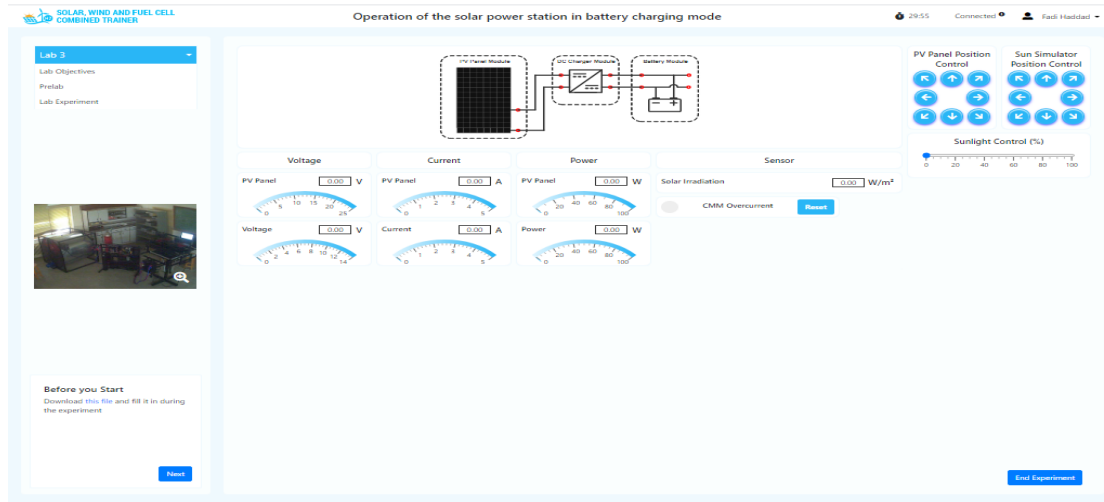 SOLAR, WIND AND FUEL CELL
COMBINED TRAINER
Operation of the solar power station in battery charging mode
29:55
Connected
Fadi Haddad
Lab 3
Lab Objectives
Prelab
Lab Experiment
PV Panel Module
DC Charger Module
Battery Module
PV Panel Position
Control
Sun Simulator
Position Control
Sunlight Control (%)
0 20 40 60 80 100
Voltage
Current
Power
Sensor
PV Panel 0.00 V
0 5 10 15 20 25
PV Panel 0.00 A
0 1 2 3 4 5
PV Panel 0.00 W
0 20 40 60 80 100
Solar Irradiation 0.00 W/m²
CMM Overcurrent
Reset
Voltage 0.00 V
0 2 4 6 8 10 12 14
Current 0.00 A
0 1 2 3 4 5
Power 0.00 W
0 20 40 60 80 100
Before you Start
Download this file and fill it in during
the experiment
Next
End Experiment